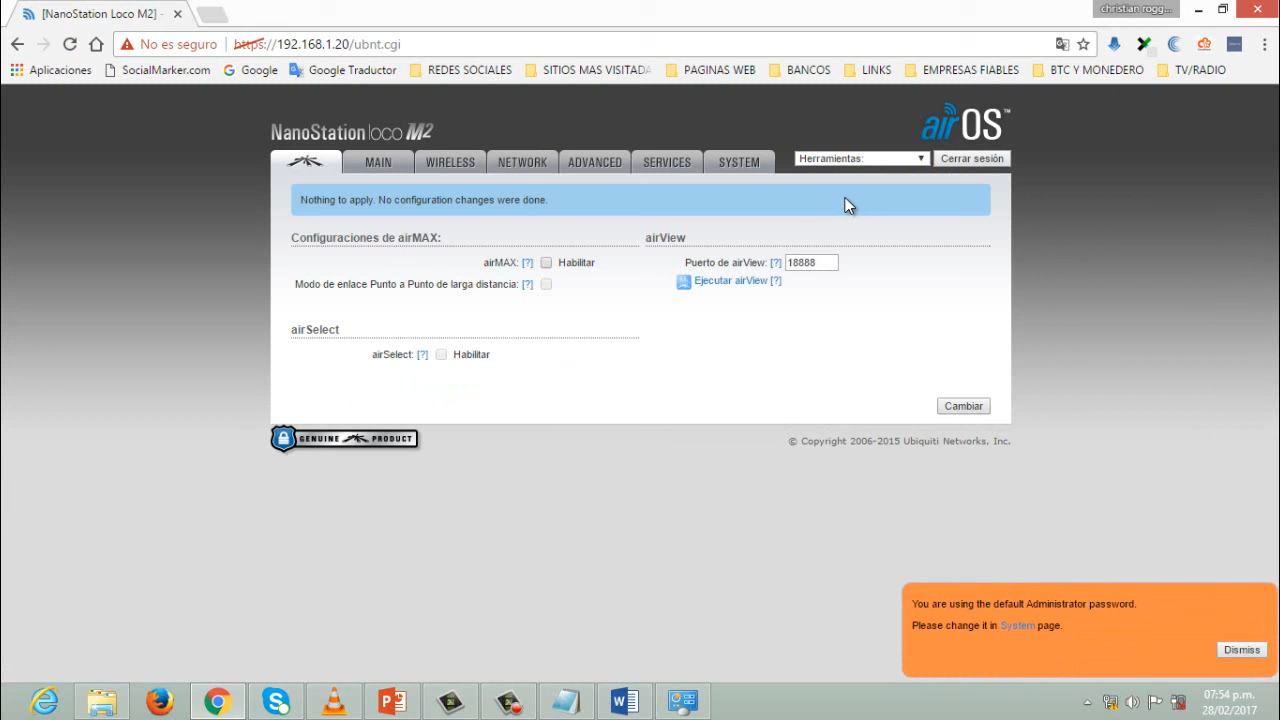 [NanoStation Loco M2]
christian rogg...
No es seguro
https://192.168.1.20/ubnt.cgi
Aplicaciones
SocialMarker.com
Google
Google Traductor
REDES SOCIALES
SITIOS MAS VISITADA
PAGINAS WEB
BANCOS
LINKS
EMPRESAS FIABLES
BTC Y MONEDERO
TV/RADIO
NanoStation loco M2
airOS™
MAIN
WIRELESS
NETWORK
ADVANCED
SERVICES
SYSTEM
Herramientas:
Cerrar sesión
Nothing to apply. No configuration changes were done.
Configuraciones de airMAX:
airMAX: [?] Habilitar
Modo de enlace Punto a Punto de larga distancia: [?]
airView
Puerto de airView: [?] 18888
Ejecutar airView [?]
airSelect
airSelect: [?] Habilitar
Cambiar
GENUINE PRODUCT
© Copyright 2006-2015 Ubiquiti Networks, Inc.
You are using the default Administrator password.
Please change it in System page.
Dismiss
07:54 p.m.
28/02/2017